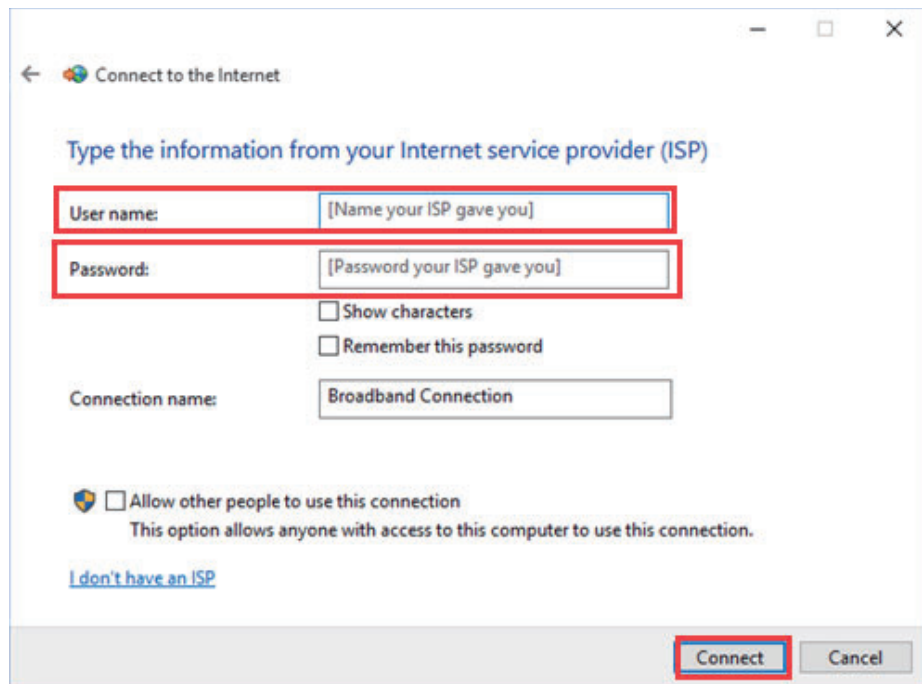 Connect to the Internet
Type the information from your Internet service provider (ISP)
User name: [Name your ISP gave you]
Password: [Password your ISP gave you]
Show characters
Remember this password
Connection name: Broadband Connection
Allow other people to use this connection
This option allows anyone with access to this computer to use this connection.
I don't have an ISP
Connect Cancel